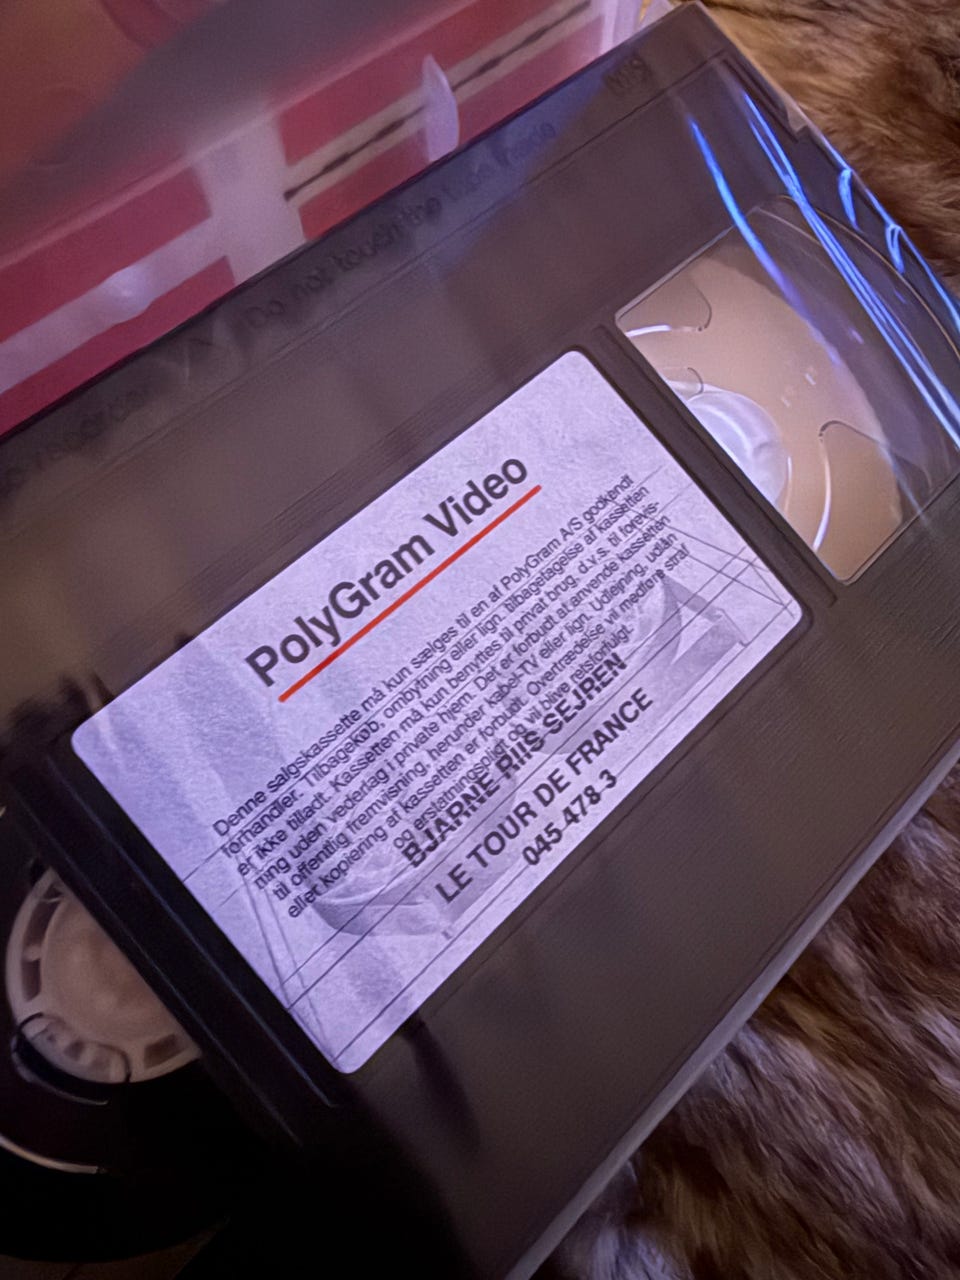 Do not touch the tape inside
PolyGram Video
Denne salgskassette må kun sælges til en af PolyGram A/S godkendt
forhandler. Tilbagekøb, ombytning eller lign. tilbagetagelse af kassetten
er ikke tilladt. Kassetten må kun benyttes til privat brug, d.v.s. til forevis-
ning uden vederlag i private hjem. Det er forbudt at anvende kassetten
til offentlig fremvisning, herunder kabel-TV eller lign. Udlejning, udlån
eller kopiering af kassetten er forbudt. Overtrædelse vil medføre straf
og erstatningspligt og vil blive retsforfulgt.
BJARNE RIIS SEJREN
LE TOUR DE FRANCE
045 478-3